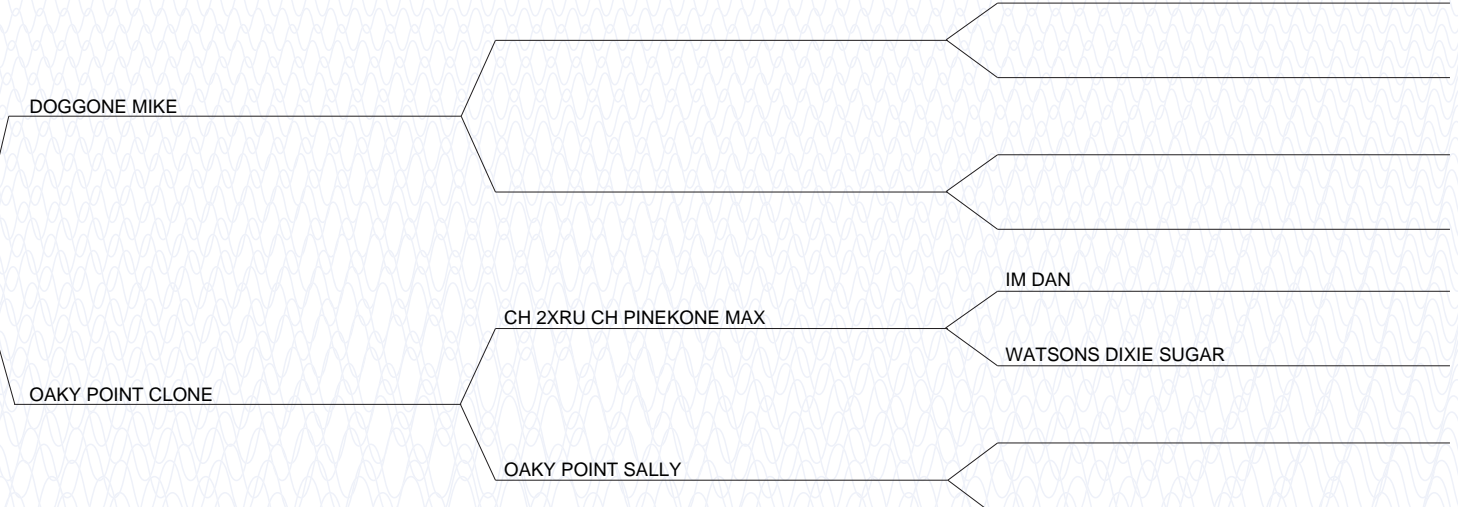 DOGGONE MIKE
IM DAN
CH 2XRU CH PINEKONE MAX
WATSONS DIXIE SUGAR
OAKY POINT CLONE
OAKY POINT SALLY